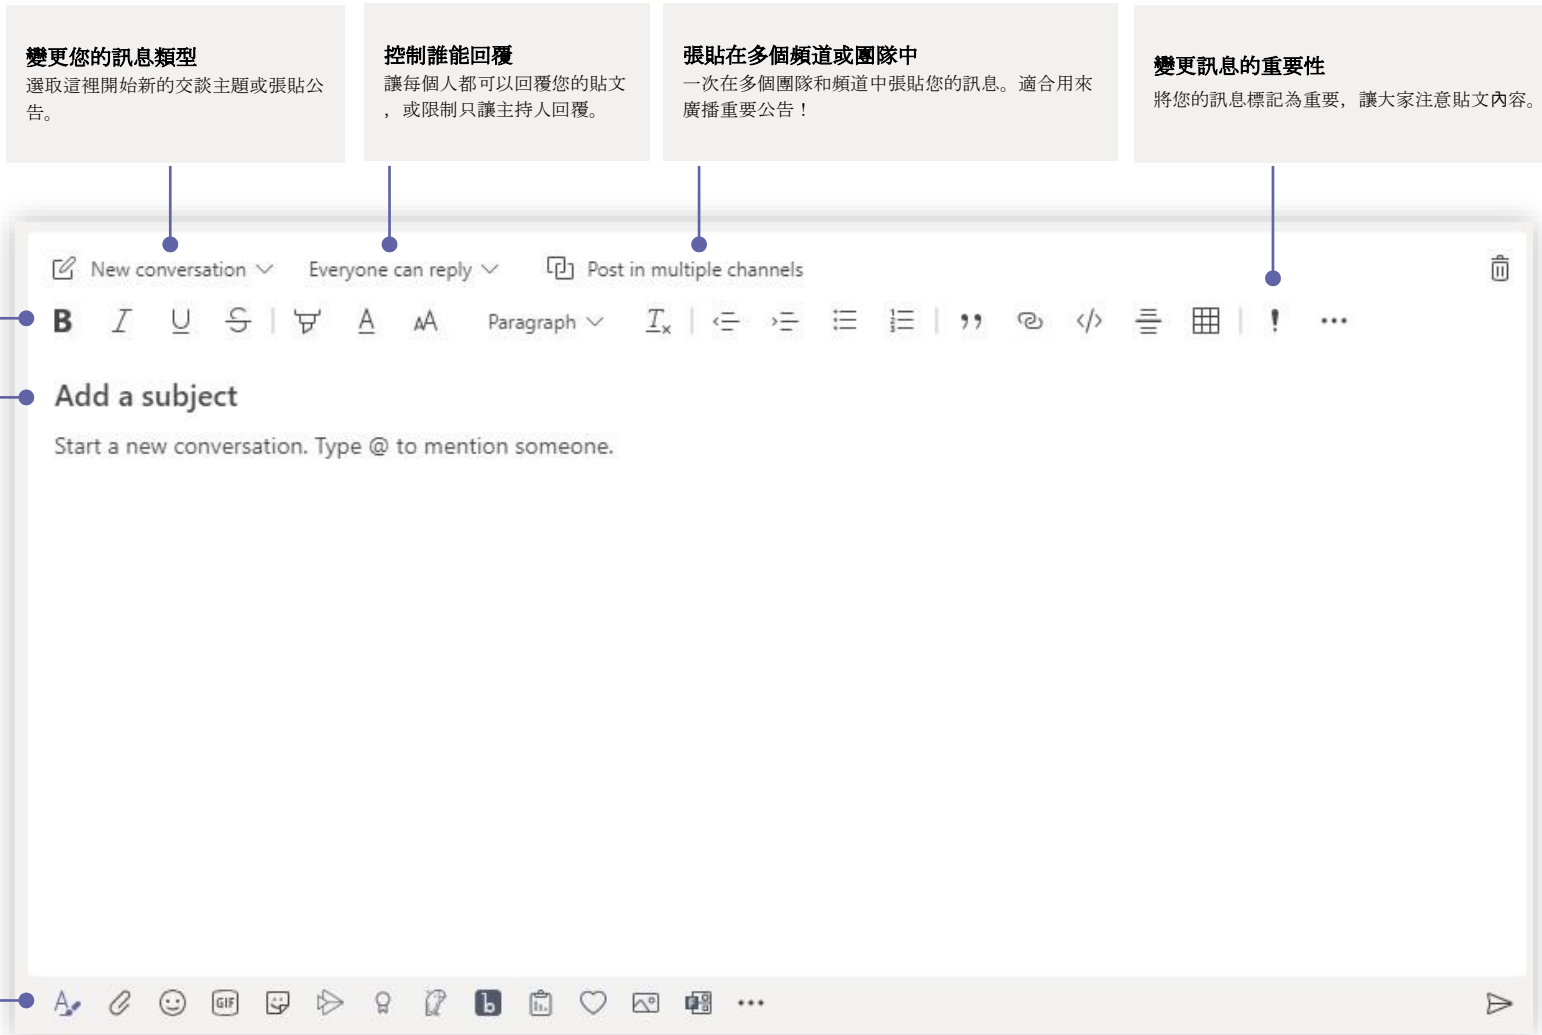 變更您的訊息類型
選取這裡開始新的交談主題或張貼公
告。
控制誰能回覆
讓每個人都可以回覆您的貼文
，或限制只讓主持人回覆。
張貼在多個頻道或團隊中
一次在多個團隊和頻道中張貼您的訊息。適合用來
廣播重要公告！
變更訊息的重要性
將您的訊息標記為重要，讓大家注意貼文內容。
New conversation
Everyone can reply
Post in multiple channels
B I U S A AA Paragraph Tx
Add a subject
Start a new conversation. Type @ to mention someone.
GIF
b